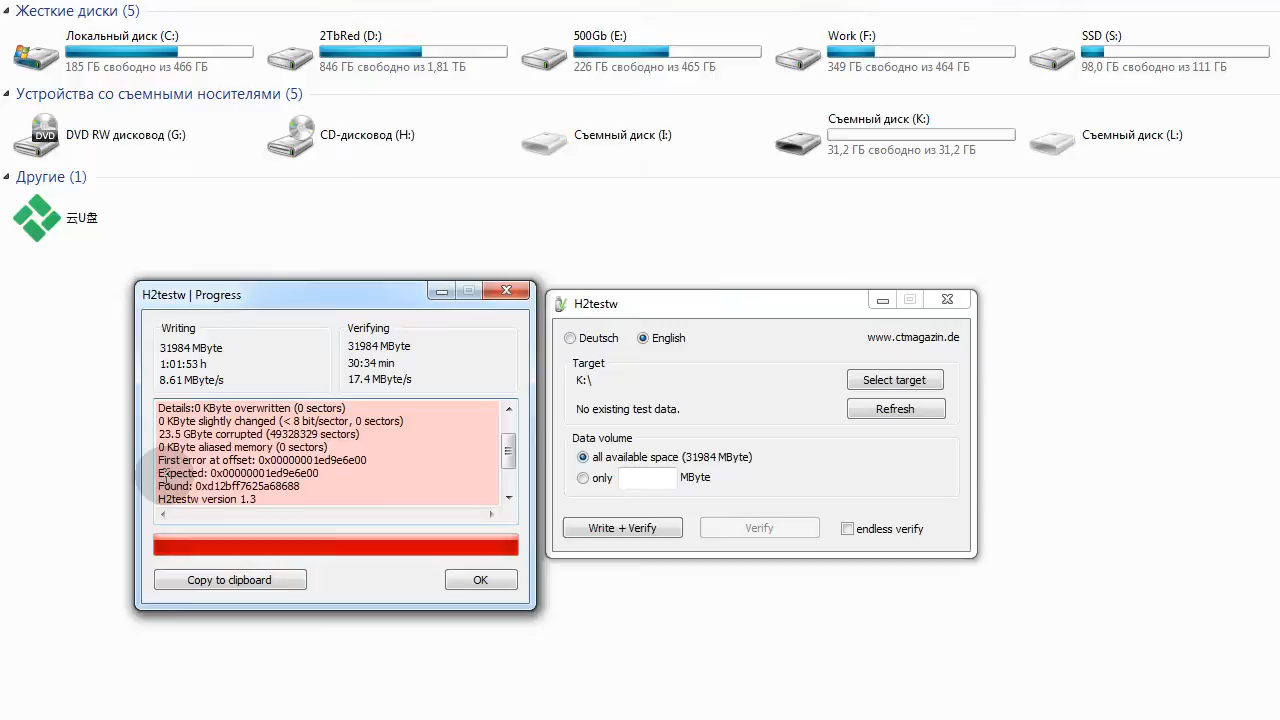 Жесткие диски (5)
Локальный диск (C:)
185 ГБ свободно из 466 ГБ
2TbRed (D:)
846 ГБ свободно из 1,81 ТБ
500Gb (E:)
226 ГБ свободно из 465 ГБ
Work (F:)
349 ГБ свободно из 464 ГБ
SSD (S:)
98,0 ГБ свободно из 111 ГБ
Устройства со съемными носителями (5)
DVD
DVD RW дисковод (G:)
CD-дисковод (H:)
Съемный диск (I:)
Съемный диск (K:)
31,2 ГБ свободно из 31,2 ГБ
Съемный диск (L:)
Другие (1)
云U盘
H2testw | Progress
Writing
31984 MByte
1:01:53 h
8.61 MByte/s
Verifying
31984 MByte
30:34 min
17.4 MByte/s
Details:0 KByte overwritten (0 sectors)
0 KByte slightly changed (< 8 bit/sector, 0 sectors)
23.5 GByte corrupted (49328329 sectors)
0 KByte aliased memory (0 sectors)
First error at offset: 0x00000001ed9e6e00
Expected: 0x00000001ed9e6e00
Found: 0xd12bff7625a68688
H2testw version 1.3
Copy to clipboard
OK
H2testw
Deutsch
English
www.ctmagazin.de
Target
K:\
Select target
No existing test data.
Refresh
Data volume
all available space (31984 MByte)
only
MByte
Write + Verify
Verify
endless verify